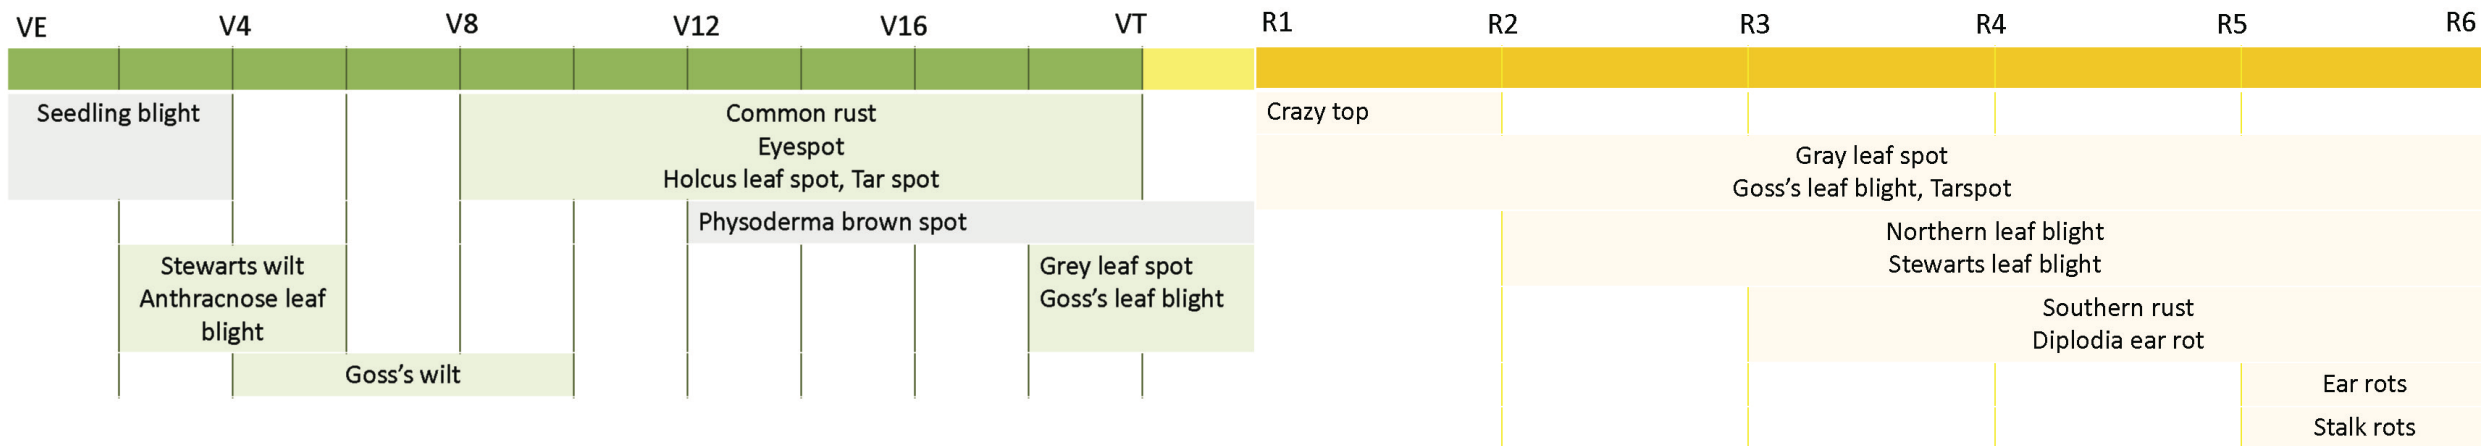 VE V4 V8 V12 V16 VT R1 R2 R3 R4 R5 R6
Seedling blight
Common rust
Eyespot
Holcus leaf spot, Tar spot
Physoderma brown spot
Stewarts wilt
Anthracnose leaf
blight
Grey leaf spot
Goss’s leaf blight
Goss’s wilt
Crazy top
Gray leaf spot
Goss’s leaf blight, Tarspot
Northern leaf blight
Stewarts leaf blight
Southern rust
Diplodia ear rot
Ear rots
Stalk rots